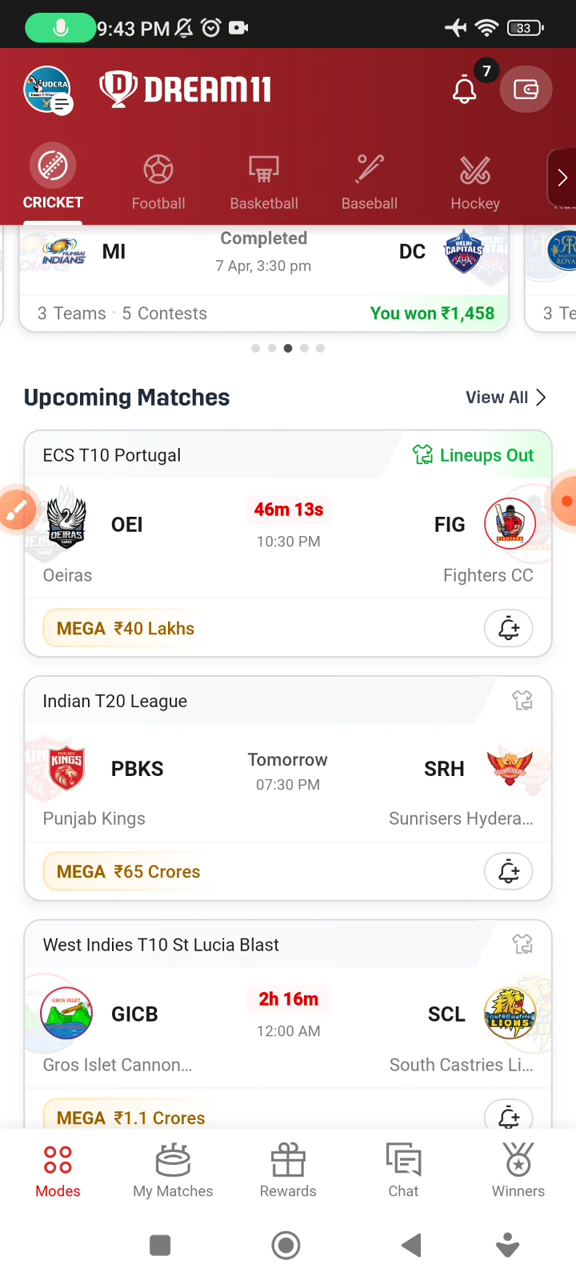 9:43 PM
33
7
DREAM11
CRICKET
Football
Basketball
Baseball
Hockey
MI
Completed
DC
7 Apr, 3:30 pm
3 Teams · 5 Contests
You won ₹1,458
3 Te
Upcoming Matches
View All
ECS T10 Portugal
Lineups Out
OEI
46m 13s
FIG
10:30 PM
Oeiras
Fighters CC
MEGA ₹40 Lakhs
Indian T20 League
PBKS
Tomorrow
SRH
07:30 PM
Punjab Kings
Sunrisers Hydera...
MEGA ₹65 Crores
West Indies T10 St Lucia Blast
GICB
2h 16m
SCL
12:00 AM
Gros Islet Cannon...
South Castries Li...
MEGA ₹1.1 Crores
Modes
My Matches
Rewards
Chat
Winners